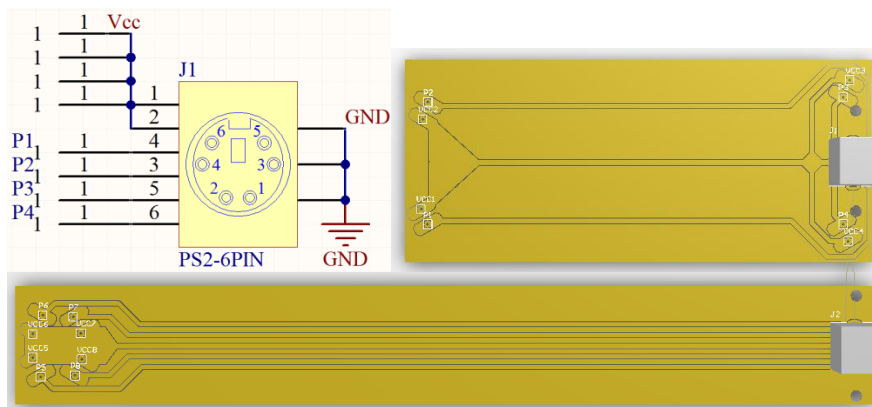 1 1 Vcc
1 1
1 1 J1
1 1 1
2
P1 1 1 4
P2 1 1 3
P3 1 1 5
P4 1 1 6
6 5
4 3
2 1
GND
PS2-6PIN
GND
P2
VCC2
VCC1
P1
VCC3
P3
J1
P4
VCC4
P6
P7
VCC6
VCC7
VCC5
VCC8
P5
P8
J2